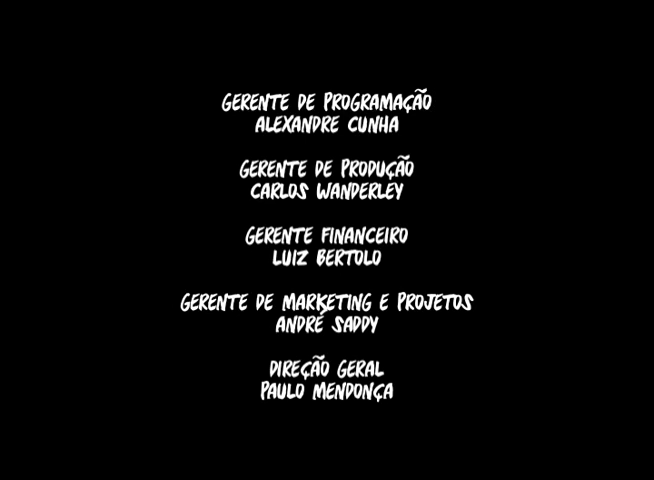 GERENTE DE PROGRAMAÇÃO
ALEXANDRE CUNHA
GERENTE DE PRODUÇÃO
CARLOS WANDERLEY
GERENTE FINANCEIRO
LUIZ BERTOLO
GERENTE DE MARKETING E PROJETOS
ANDRÉ SADDY
DIREÇÃO GERAL
PAULO MENDONÇA